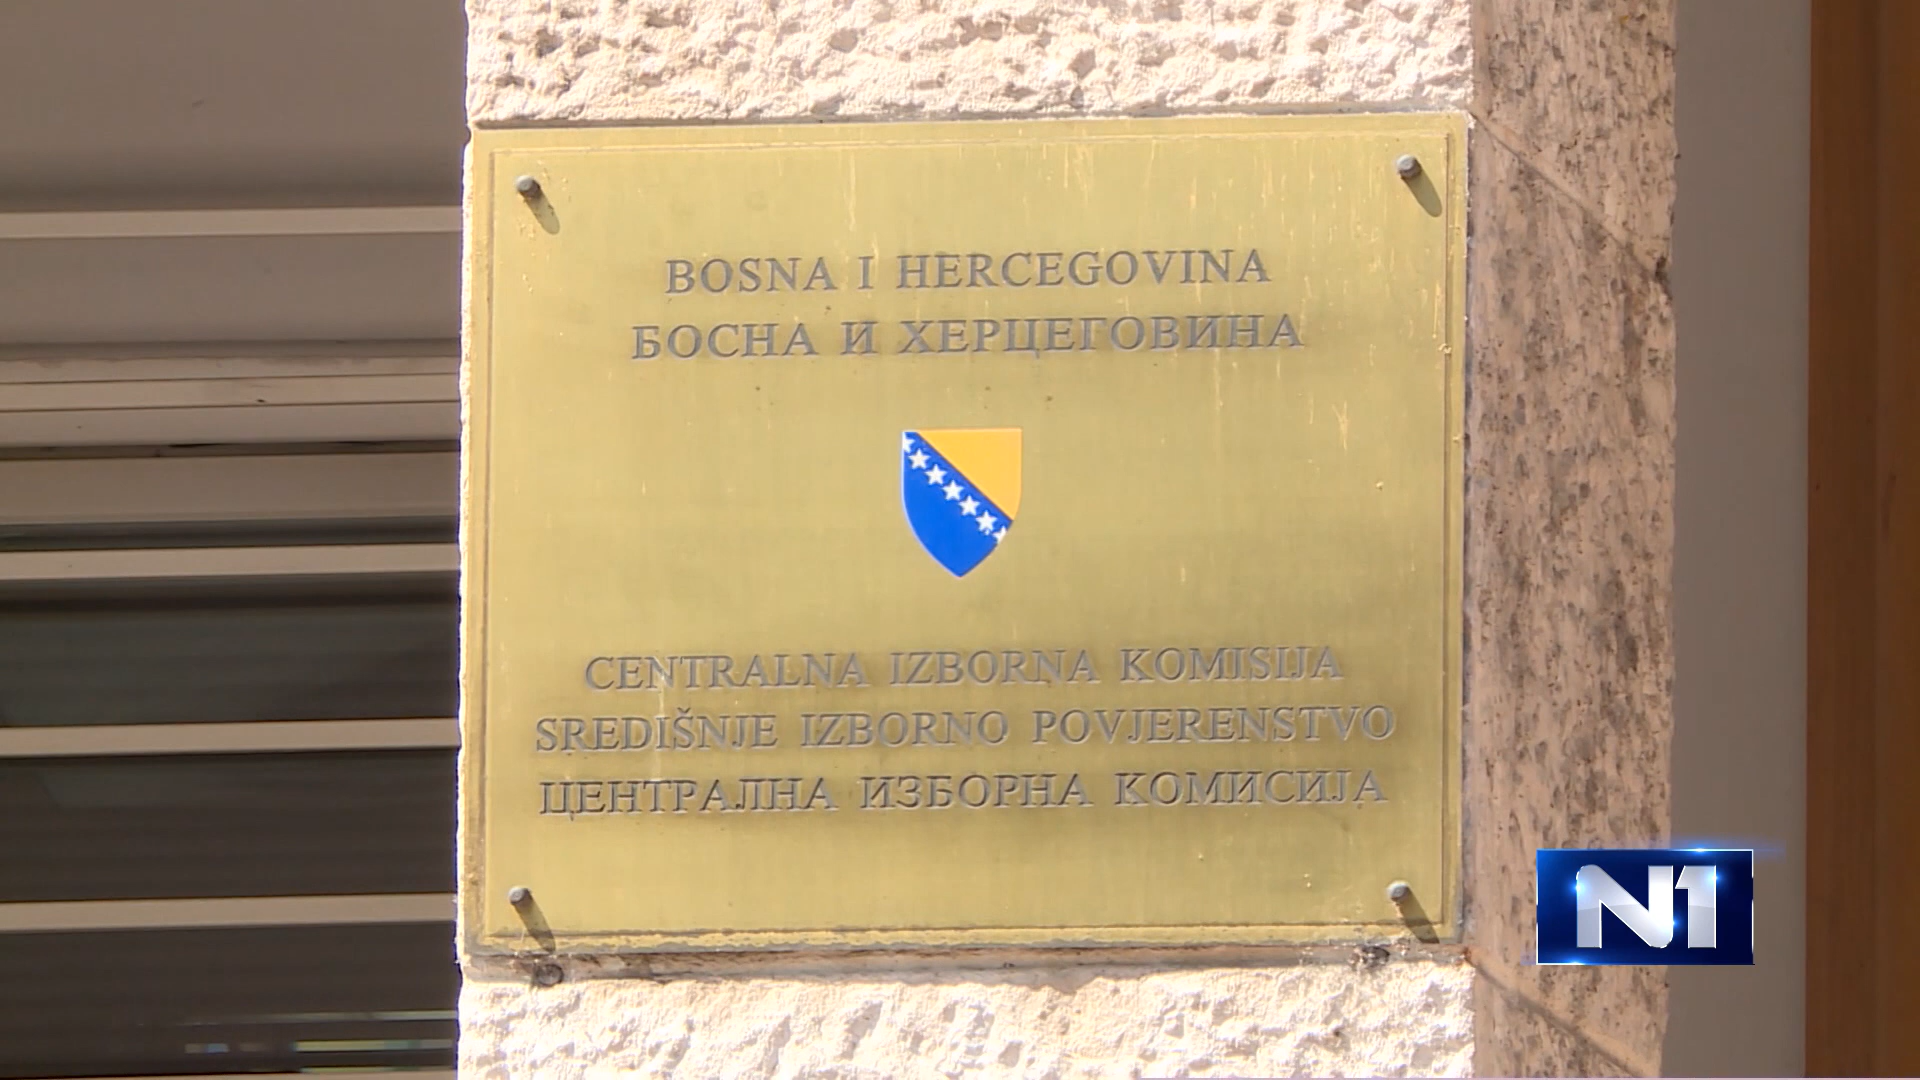 BOSNA I HERCEGOVINA
БОСНА И ХЕРЦЕГОВИНА
CENTRALNA IZBORNA KOMISIJA
SREDIŠNJE IZBORNO POVJERENSTVO
ЦЕНТРАЛНА ИЗБОРНА КОМИСИЈА
N1